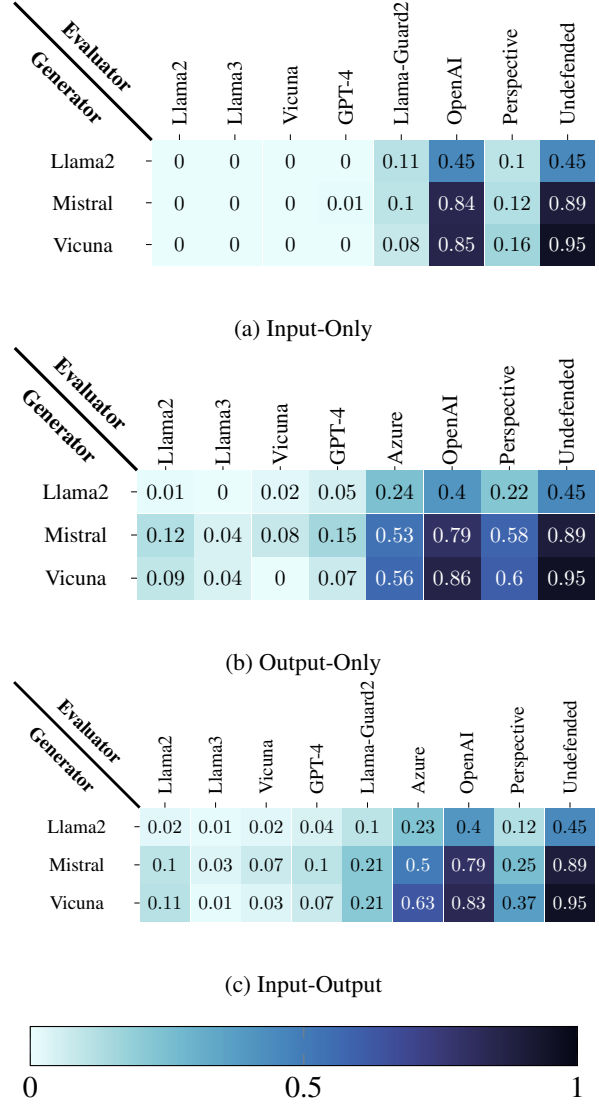 Evaluator
Generator
Llama2 Llama3 Vicuna GPT-4 Llama-Guard2 OpenAI Perspective Undefended
Llama2 0 0 0 0 0.11 0.45 0.1 0.45
Mistral 0 0 0 0.01 0.1 0.84 0.12 0.89
Vicuna 0 0 0 0 0.08 0.85 0.16 0.95
(a) Input-Only
Evaluator
Generator
Llama2 Llama3 Vicuna GPT-4 Azure OpenAI Perspective Undefended
Llama2 0.01 0 0.02 0.05 0.24 0.4 0.22 0.45
Mistral 0.12 0.04 0.08 0.15 0.53 0.79 0.58 0.89
Vicuna 0.09 0.04 0 0.07 0.56 0.86 0.6 0.95
(b) Output-Only
Evaluator
Generator
Llama2 Llama3 Vicuna GPT-4 Llama-Guard2 Azure OpenAI Perspective Undefended
Llama2 0.02 0.01 0.02 0.04 0.1 0.23 0.4 0.12 0.45
Mistral 0.1 0.03 0.07 0.1 0.21 0.5 0.79 0.25 0.89
Vicuna 0.11 0.01 0.03 0.07 0.21 0.63 0.83 0.37 0.95
(c) Input-Output
0 0.5 1